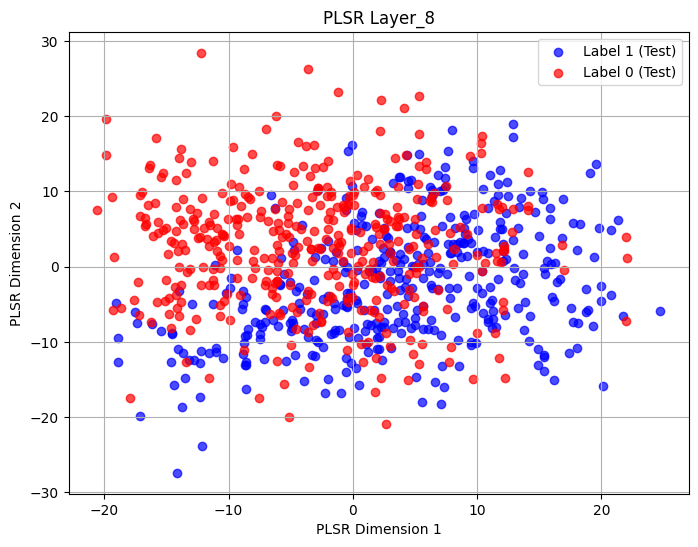 PLSR Layer_8
Label 1 (Test)
Label 0 (Test)
30
20
10
0
−10
−20
−30
PLSR Dimension 2
−20
−10
0
10
20
PLSR Dimension 1